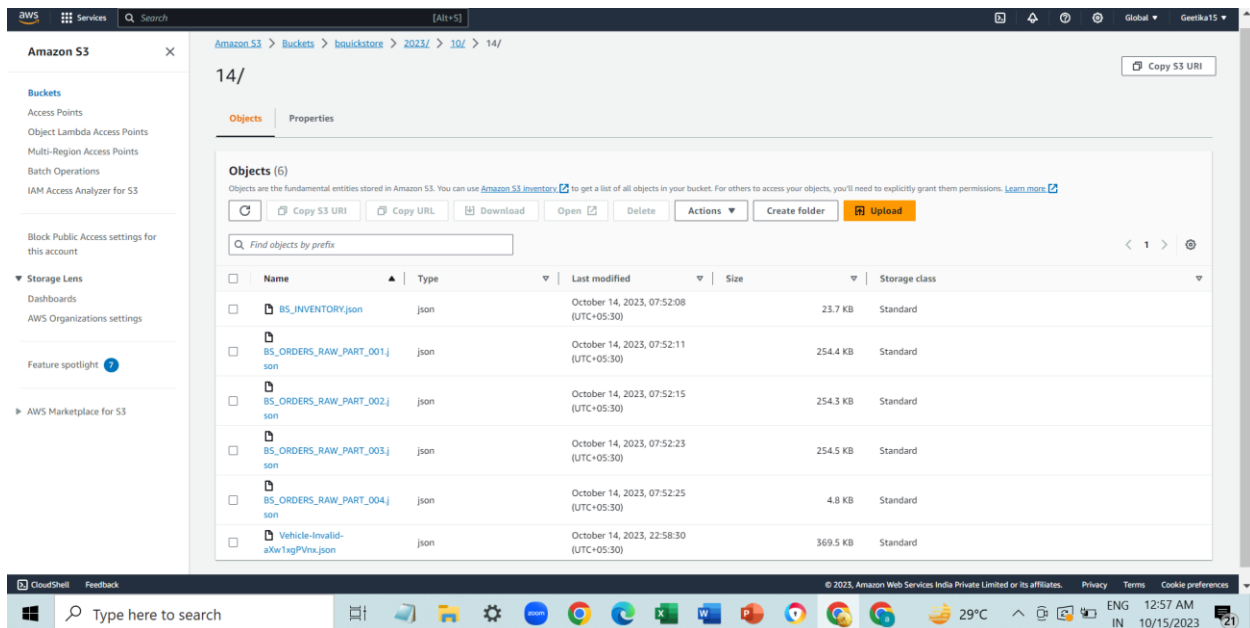 aws Services Search [Alt+S] Global ▼ Geetika15 ▼
Amazon S3
Buckets
Access Points
Object Lambda Access Points
Multi-Region Access Points
Batch Operations
IAM Access Analyzer for S3
Block Public Access settings for
this account
▼ Storage Lens
Dashboards
AWS Organizations settings
Feature spotlight 7
▶ AWS Marketplace for S3
Amazon S3 > Buckets > bquickstore > 2023/ > 10/ > 14/
14/
Copy S3 URI
Objects Properties
Objects (6)
Objects are the fundamental entities stored in Amazon S3. You can use Amazon S3 inventory to get a list of all objects in your bucket. For others to access your objects, you'll need to explicitly grant them permissions. Learn more
Copy S3 URI Copy URL Download Open Delete Actions ▼ Create folder Upload
Find objects by prefix
< 1 >
Name ▲ Type Last modified Size Storage class
BS_INVENTORY.json json October 14, 2023, 07:52:08 (UTC+05:30) 23.7 KB Standard
BS_ORDERS_RAW_PART_001.j
son
json October 14, 2023, 07:52:11 (UTC+05:30) 254.4 KB Standard
BS_ORDERS_RAW_PART_002.j
son
json October 14, 2023, 07:52:15 (UTC+05:30) 254.3 KB Standard
BS_ORDERS_RAW_PART_003.j
son
json October 14, 2023, 07:52:23 (UTC+05:30) 254.5 KB Standard
BS_ORDERS_RAW_PART_004.j
son
json October 14, 2023, 07:52:25 (UTC+05:30) 4.8 KB Standard
Vehicle-Invalid-
aXw1xgPVnx.json
json October 14, 2023, 22:58:30 (UTC+05:30) 369.5 KB Standard
CloudShell Feedback © 2023, Amazon Web Services India Private Limited or its affiliates. Privacy Terms Cookie preferences
Type here to search zoom 29°C ENG 12:57 AM
IN 10/15/2023 21